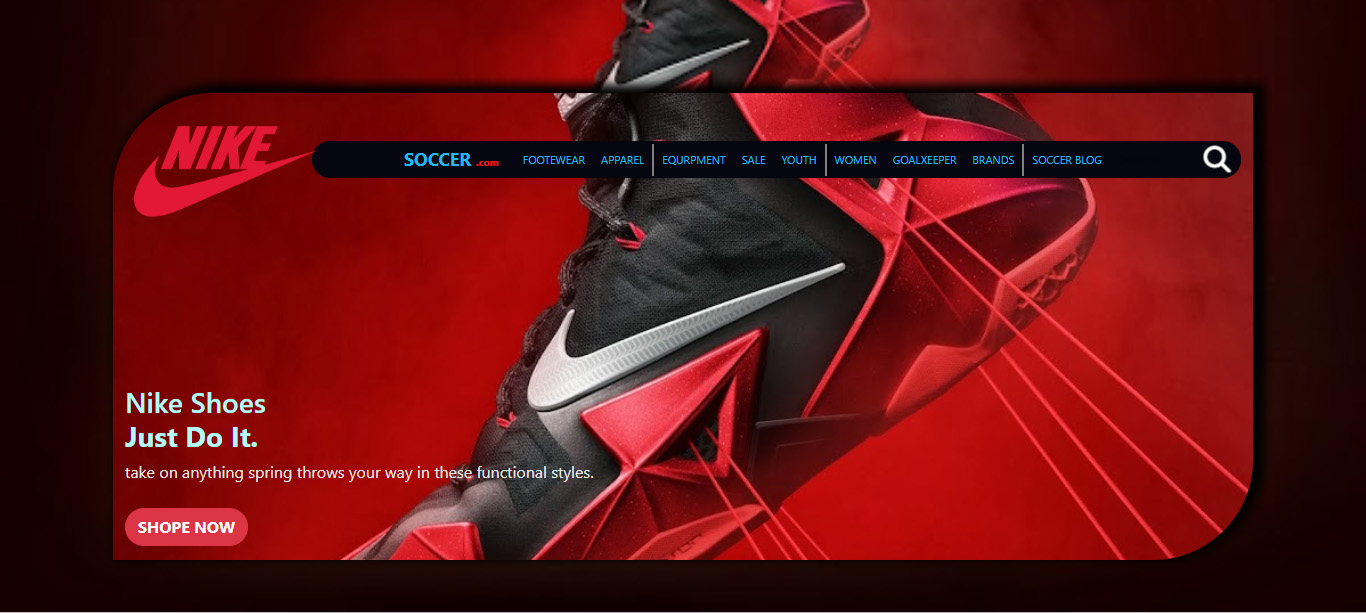 NIKE
SOCCER .com FOOTEWEAR APPAREL EQURPMENT SALE YOUTH WOMEN GOALXEEPER BRANDS SOCCER BLOG
Nike Shoes
Just Do It.
take on anything spring throws your way in these functional styles.
SHOPE NOW